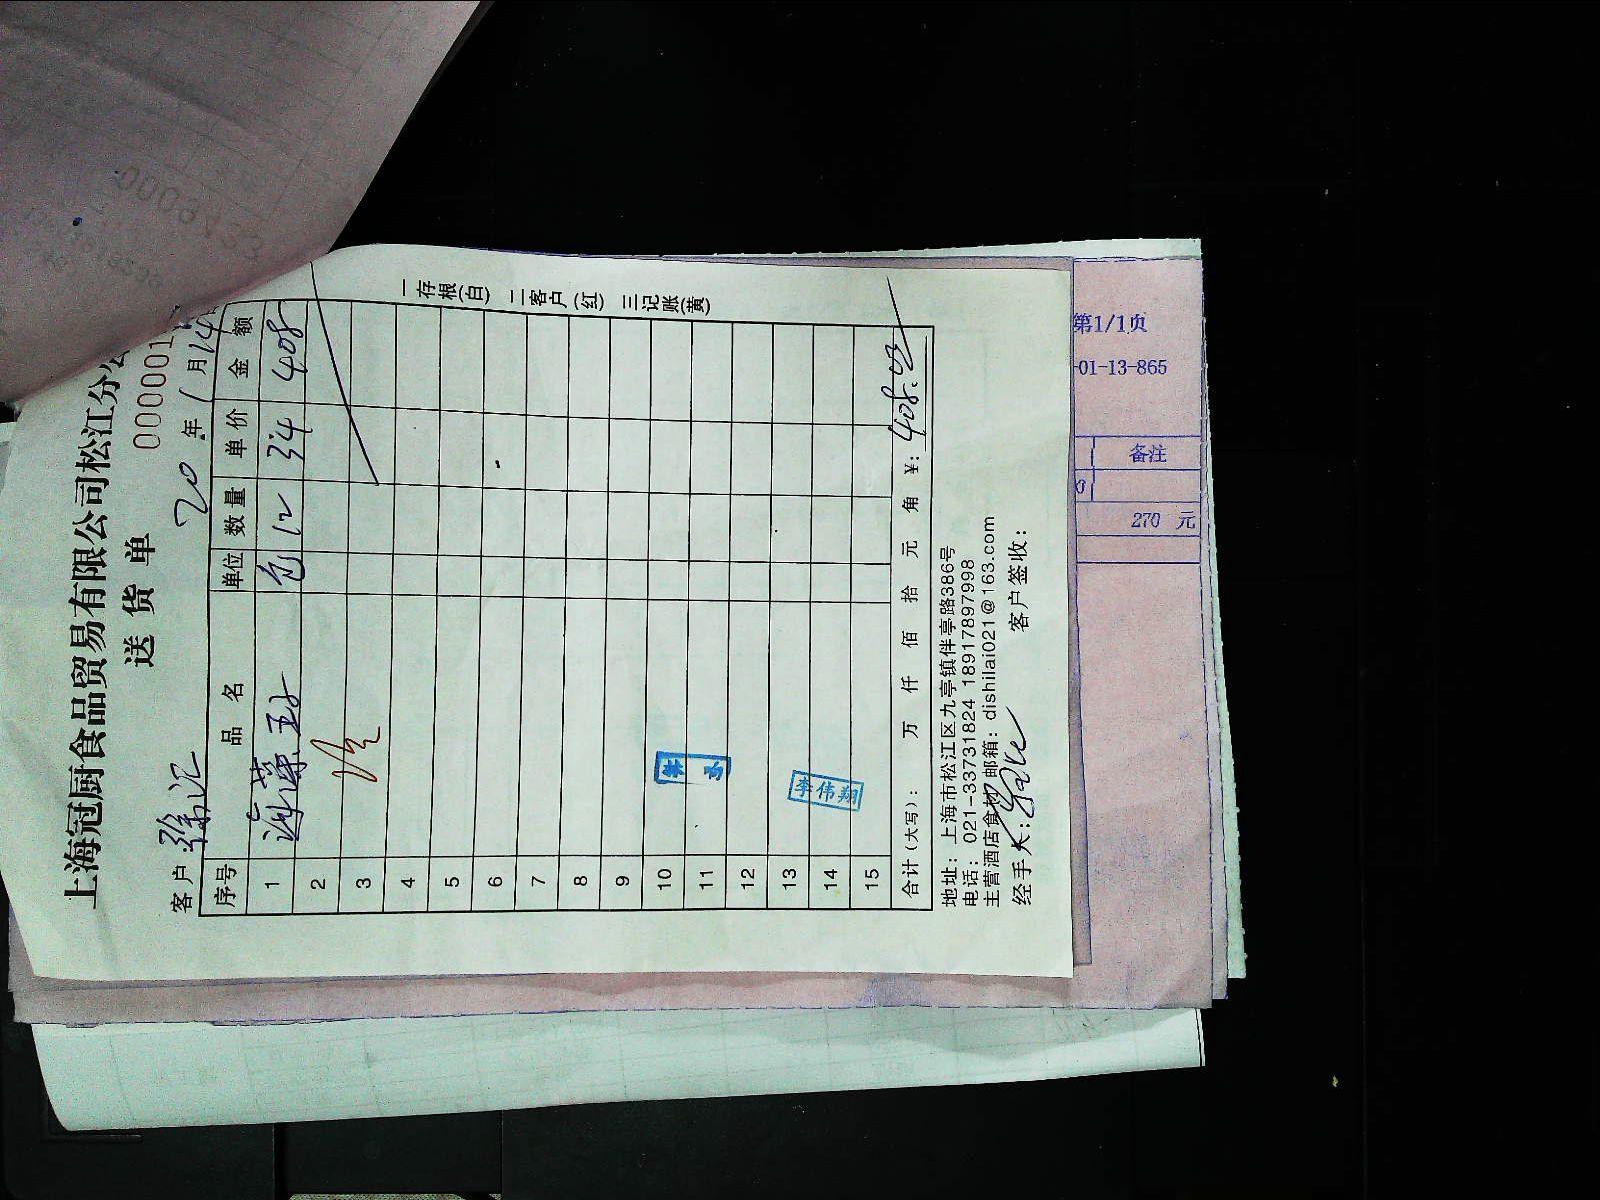 上海冠厨食品贸易有限公司松江分公
送货单
000001
客户:徐记
20 年 1 月 14
序号 品名 单位 数量 单价 金额
1 包 12 34 408
2
3
4
5
6
7
8
9
10
11
12
13
14
15
李伟翔
合计(大写): 万 仟 佰 拾 元 角 ¥: 408.00
地址: 上海市松江区九亭镇伴亭路386号
电话: 021-33731824 18917897998
主营酒店食材 邮箱: dishilai021@163.com
经手人: 客户签收:
一存根(白) 二客户(红) 三记账(黄)
第1/1页
-01-13-865
备注
270 元